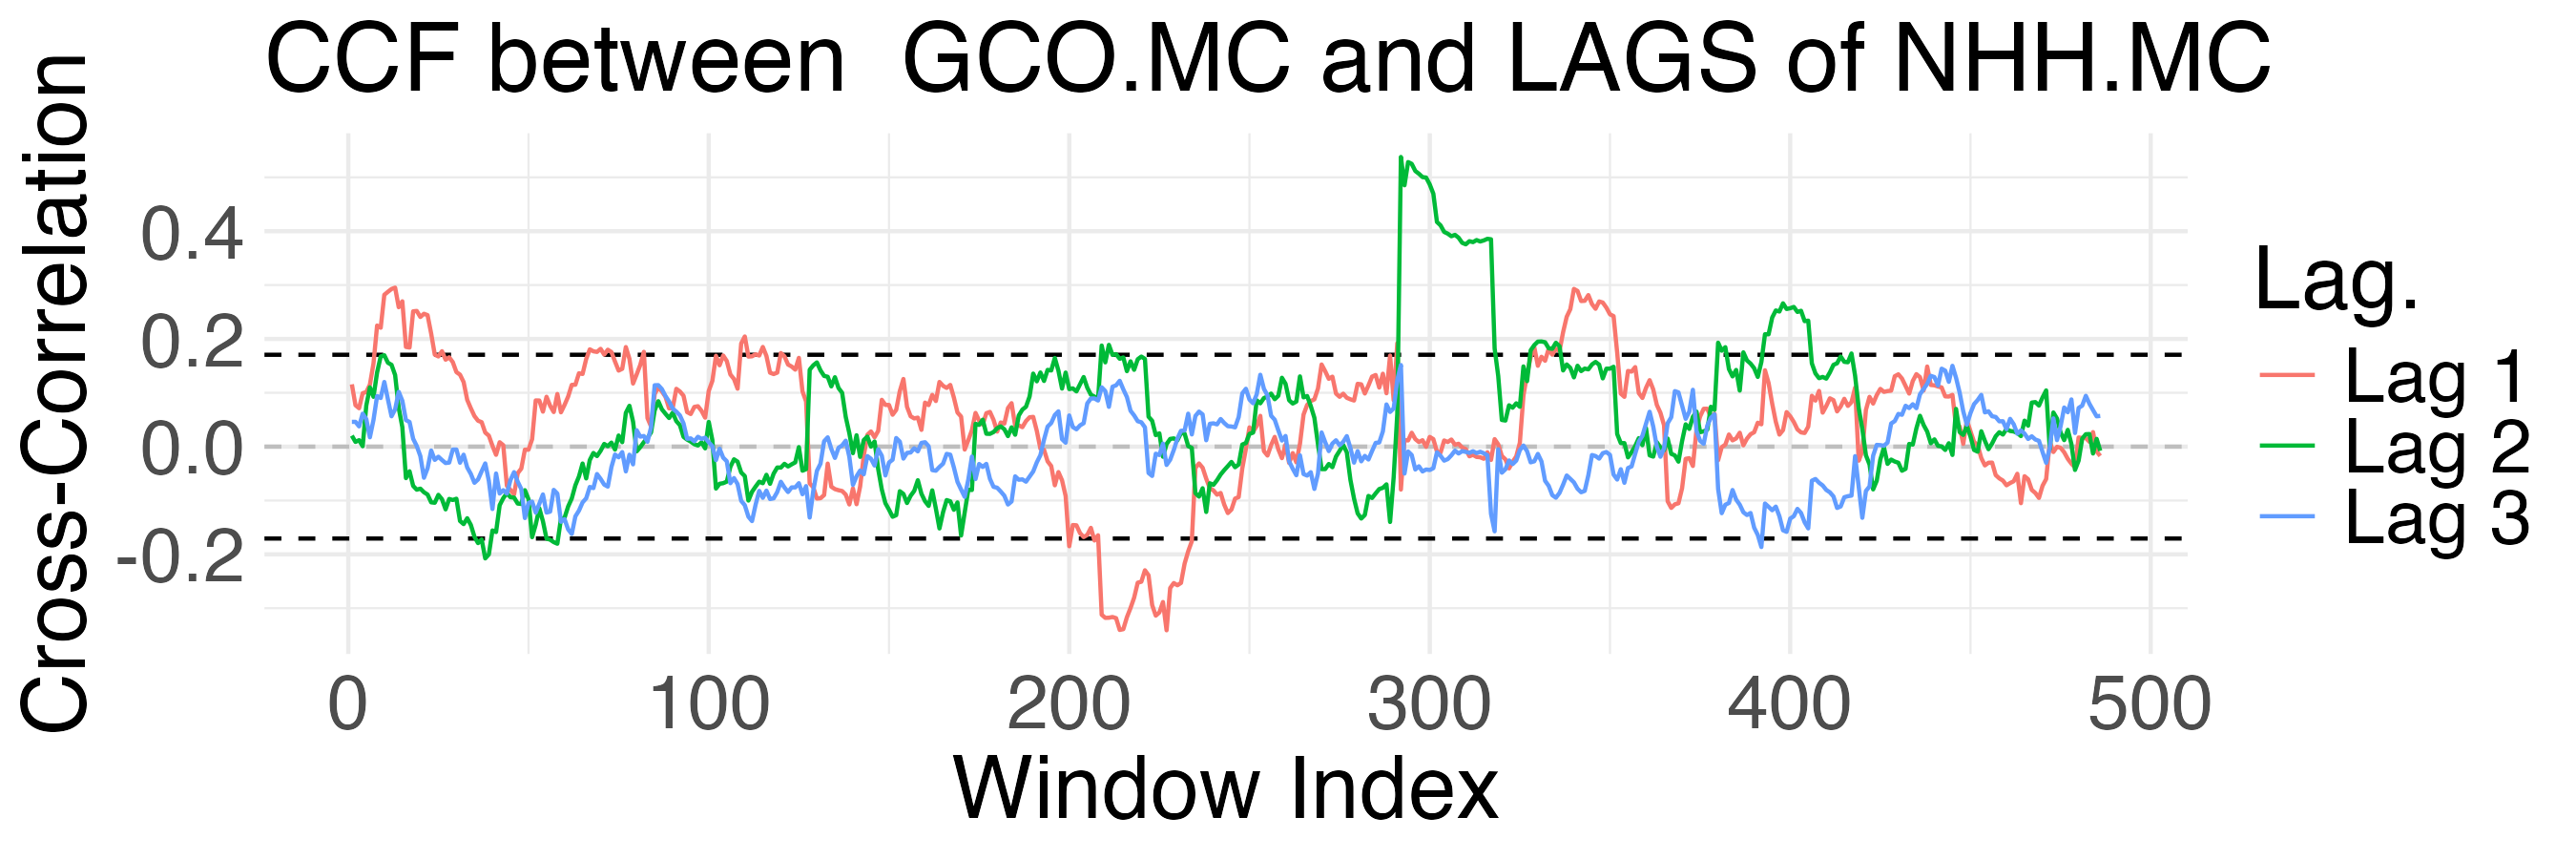 CCF between  GCO.MC and LAGS of NHH.MC
Cross-Correlation
0.4
0.2
0.0
-0.2
0 100 200 300 400 500
Window Index
Lag.
Lag 1
Lag 2
Lag 3